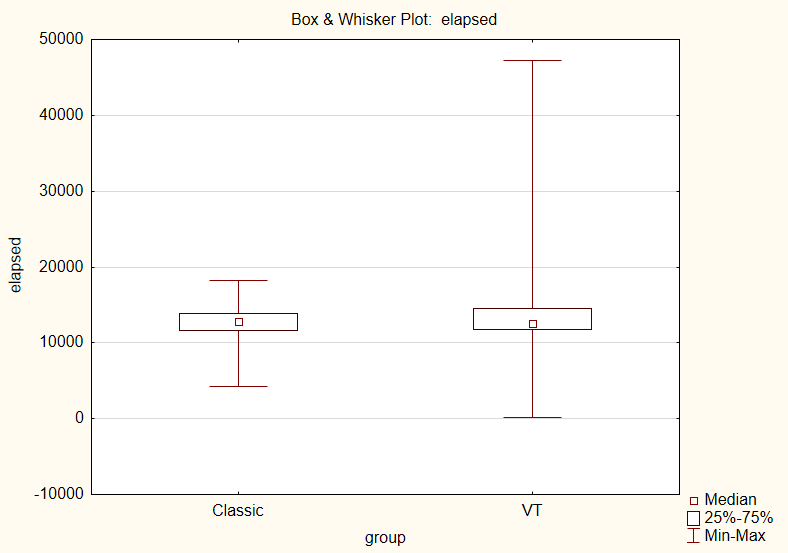 Box & Whisker Plot: elapsed
50000
40000
30000
20000
10000
0
-10000
elapsed
Classic
VT
group
Median
25%-75%
Min-Max